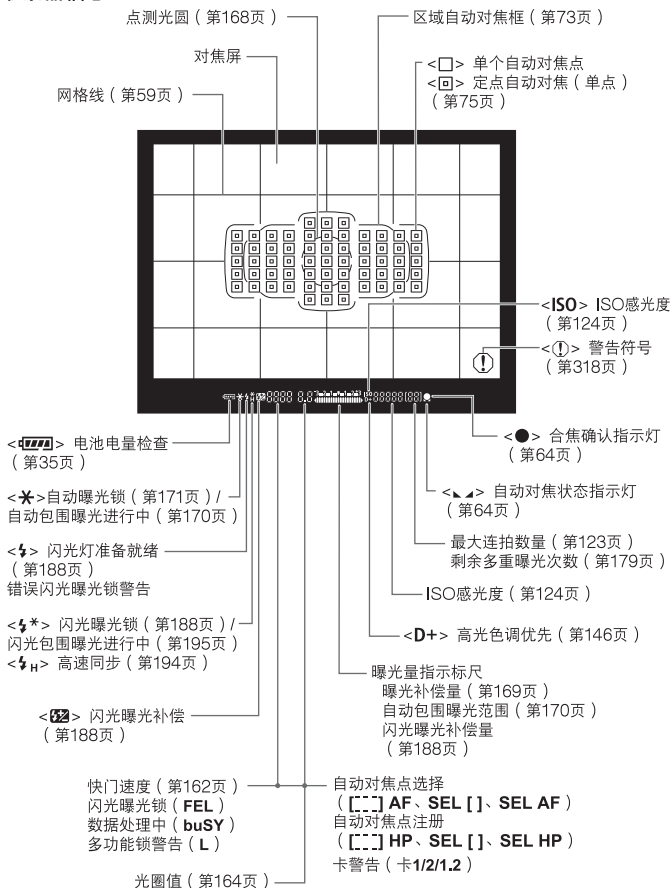 点测光圆（第168页）
区域自动对焦框（第73页）
对焦屏
<□> 单个自动对焦点
<回> 定点自动对焦（单点）
（第75页）
网格线（第59页）
<ISO> ISO感光度
（第124页）
<!> 警告符号
（第318页）
<●> 合焦确认指示灯
（第64页）
<◣ ◢> 自动对焦状态指示灯
（第64页）
最大连拍数量（第123页）
剩余多重曝光次数（第179页）
ISO感光度（第124页）
<D+> 高光色调优先（第146页）
曝光量指示标尺
曝光补偿量（第169页）
自动包围曝光范围（第170页）
闪光曝光补偿量
（第188页）
电池电量检查
（第35页）
<✱>自动曝光锁（第171页）/
自动包围曝光进行中（第170页）
<⚡> 闪光灯准备就绪
（第188页）
错误闪光曝光锁警告
<⚡*> 闪光曝光锁（第188页）/
闪光包围曝光进行中（第195页）
<⚡H> 高速同步（第194页）
闪光曝光补偿
（第188页）
快门速度（第162页）
闪光曝光锁（FEL）
数据处理中（buSY）
多功能锁警告（L）
自动对焦点选择
（[ ] AF、SEL [ ]、SEL AF）
自动对焦点注册
（[ ] HP、SEL [ ]、SEL HP）
卡警告（卡1/2/1.2）
光圈值（第164页）